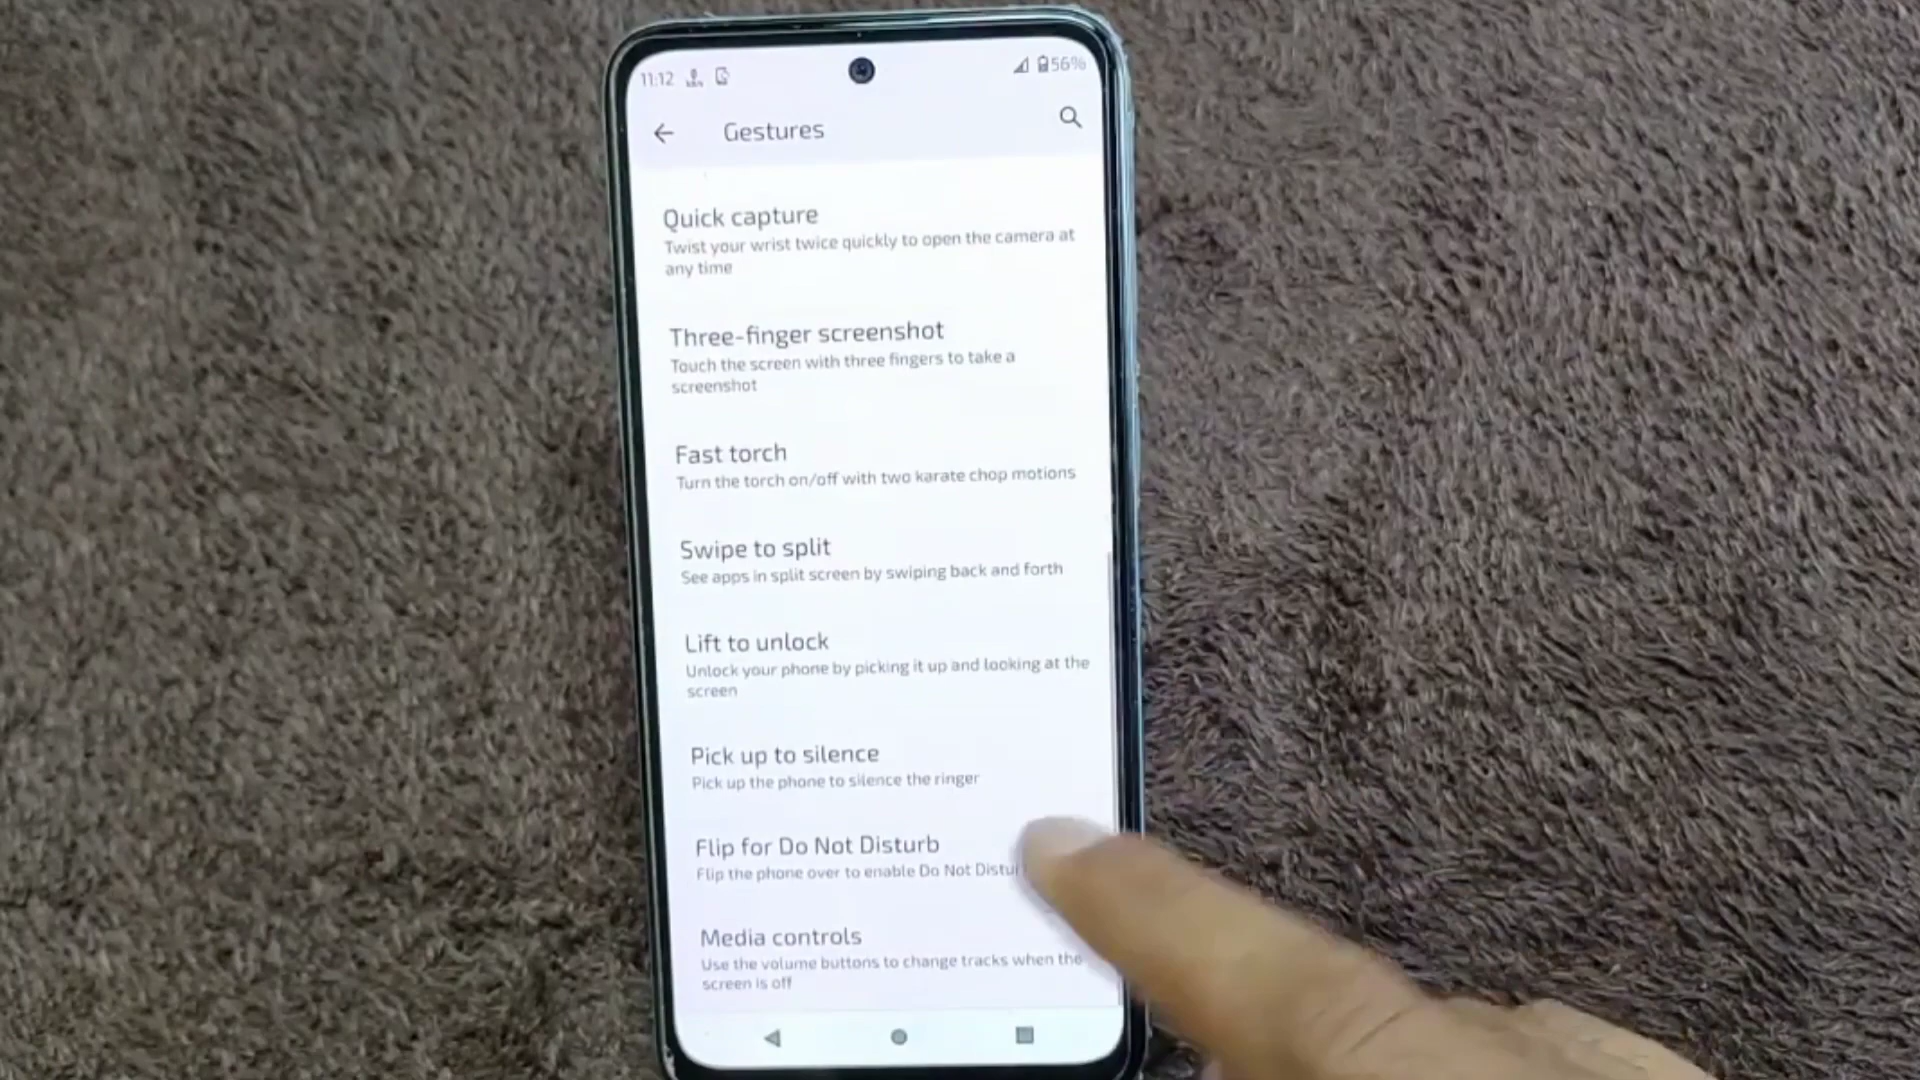 11:12
56%
Gestures
Quick capture
Twist your wrist twice quickly to open the camera at
any time
Three-finger screenshot
Touch the screen with three fingers to take a
screenshot
Fast torch
Turn the torch on/off with two karate chop motions
Swipe to split
See apps in split screen by swiping back and forth
Lift to unlock
Unlock your phone by picking it up and looking at the
screen
Pick up to silence
Pick up the phone to silence the ringer
Flip for Do Not Disturb
Flip the phone over to enable Do Not Distu
Media controls
Use the volume buttons to change tracks when the
screen is off